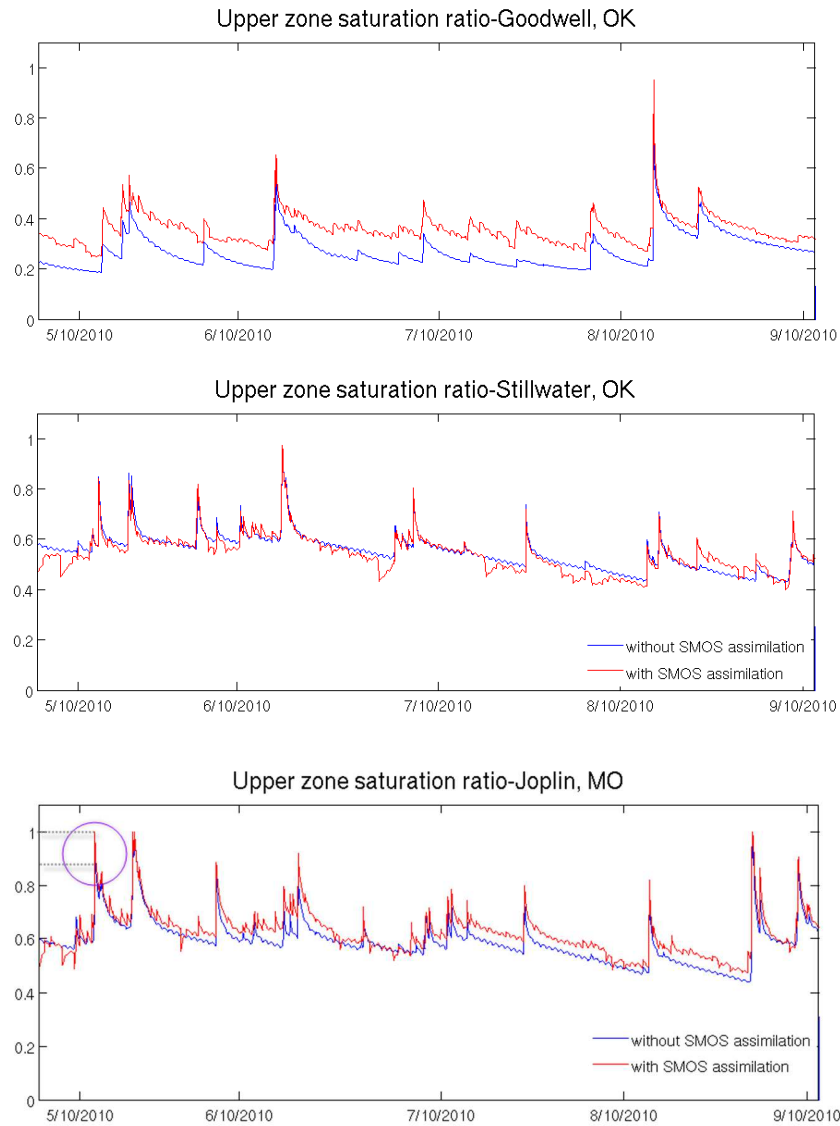 Upper zone saturation ratio-Goodwell, OK
1
0.8
0.6
0.4
0.2
0
5/10/2010 6/10/2010 7/10/2010 8/10/2010 9/10/2010
Upper zone saturation ratio-Stillwater, OK
1
0.8
0.6
0.4
0.2
0
without SMOS assimilation
with SMOS assimilation
5/10/2010 6/10/2010 7/10/2010 8/10/2010 9/10/2010
Upper zone saturation ratio-Joplin, MO
1
0.8
0.6
0.4
0.2
0
without SMOS assimilation
with SMOS assimilation
5/10/2010 6/10/2010 7/10/2010 8/10/2010 9/10/2010